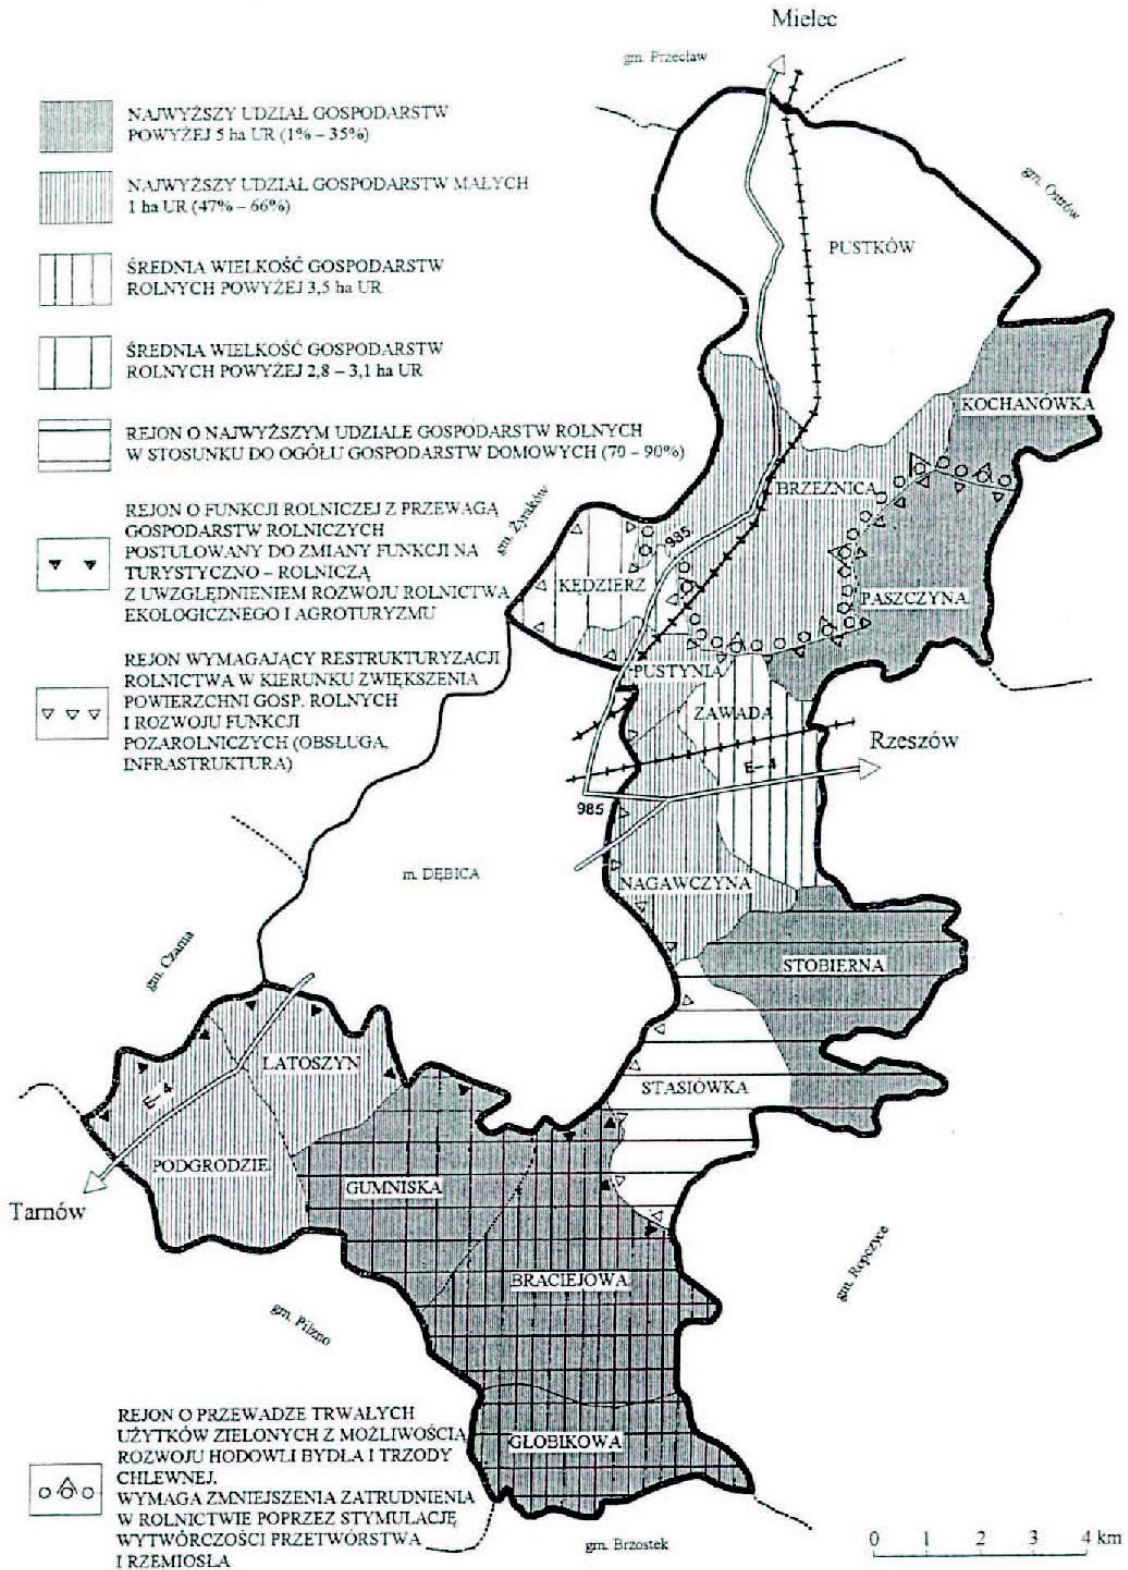 Mielec
gm. Przecław
NAJWYŻSZY UDZIAŁ GOSPODARSTW
POWYŻEJ 5 ha UR (1% – 35%)
NAJWYŻSZY UDZIAŁ GOSPODARSTW MAŁYCH
1 ha UR (47% – 66%)
gm. Ostrów
PUSTKÓW
ŚREDNIA WIELKOŚĆ GOSPODARSTW
ROLNYCH POWYŻEJ 3,5 ha UR
ŚREDNIA WIELKOŚĆ GOSPODARSTW
ROLNYCH POWYŻEJ 2,8 – 3,1 ha UR
KOCHANÓWKA
REJON O NAJWYŻSZYM UDZIALE GOSPODARSTW ROLNYCH
W STOSUNKU DO OGÓŁU GOSPODARSTW DOMOWYCH (70 – 90%)
BRZEŹNICA
gm. Żyraków
985
REJON O FUNKCJI ROLNICZEJ Z PRZEWAGĄ
GOSPODARSTW ROLNICZYCH
POSTULOWANY DO ZMIANY FUNKCJI NA
TURYSTYCZNO – ROLNICZĄ
Z UWZGLĘDNIENIEM ROZWOJU ROLNICTWA
EKOLOGICZNEGO I AGROTURYZMU
KĘDZIERZ
PASZCZYNA
REJON WYMAGAJĄCY RESTRUKTURYZACJI
ROLNICTWA W KIERUNKU ZWIĘKSZENIA
POWIERZCHNI GOSP. ROLNYCH
I ROZWOJU FUNKCJI
POZAROLNICZYCH (OBSŁUGA,
INFRASTRUKTURA)
PUSTYNIA
ZAWADA
Rzeszów
E-4
985
m. DĘBICA
NAGAWCZYNA
gm. Czarna
STOBIERNA
LATOSZYN
STASIÓWKA
E-4
PODGRODZIE
GUMNISKA
Tarnów
BRACIEJOWA
gm. Ropczyce
gm. Pilzno
GŁOBIKOWA
REJON O PRZEWADZE TRWAŁYCH
UŻYTKÓW ZIELONYCH Z MOŻLIWOŚCIĄ
ROZWOJU HODOWLI BYDŁA I TRZODY
CHLEWNEJ.
WYMAGA ZMNIEJSZENIA ZATRUDNIENIA
W ROLNICTWIE POPRZEZ STYMULACJĘ
WYTWÓRCZOŚCI PRZETWÓRSTWA
I RZEMIOSŁA
gm. Brzostek
0 1 2 4 km